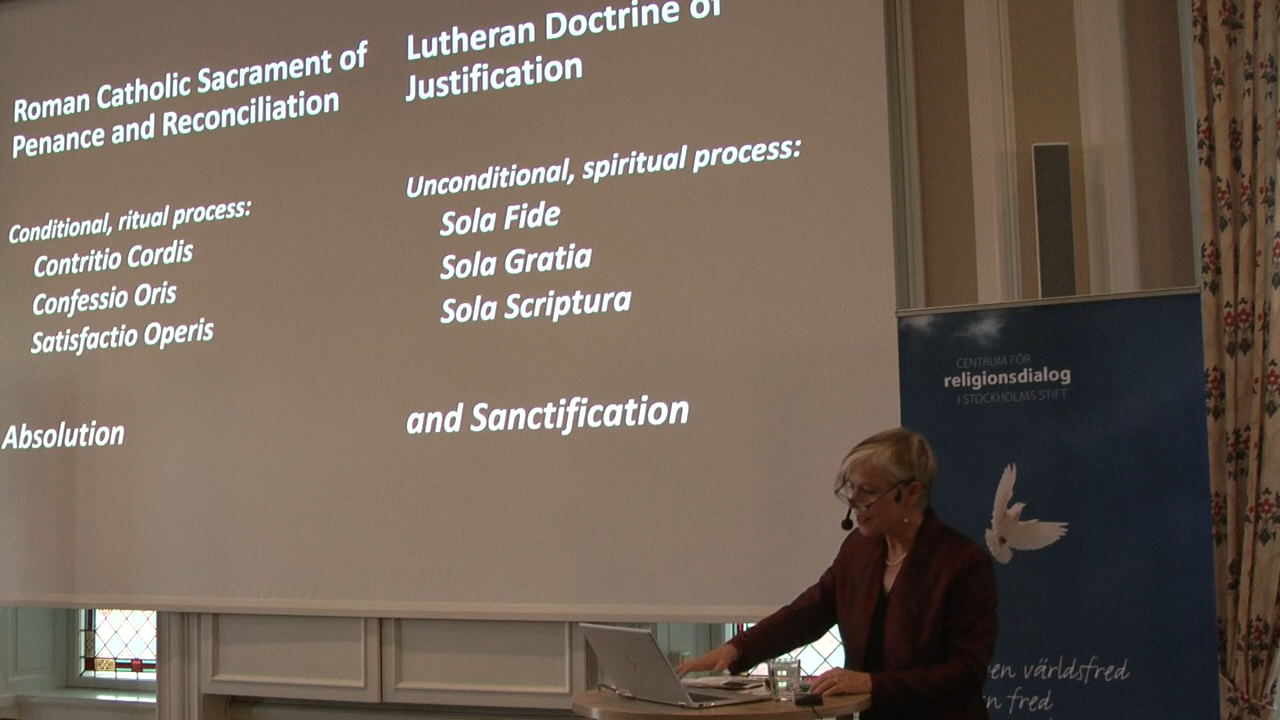 Roman Catholic Sacrament of
Penance and Reconciliation
Conditional, ritual process:
Contritio Cordis
Confessio Oris
Satisfactio Operis
Absolution
Lutheran Doctrine of
Justification
Unconditional, spiritual process:
Sola Fide
Sola Gratia
Sola Scriptura
and Sanctification
CENTRUM FÖR
religionsdialog
I STOCKHOLMS STIFT
världsfred
fred